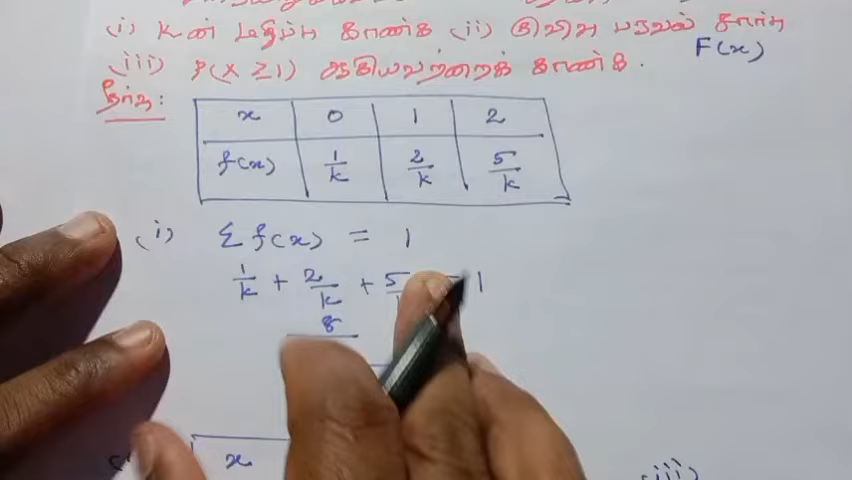 (i) k ன் மதிப்பு காண்க (ii) குவிவு பரவல் சார்பு F(x)
(iii) P(X ≥ 1) ஆகியவற்றைக் காண்க.
தீர்வு:
x 0 1 2
f(x) 1/k 2/k 5/k
(i) Σ f(x) = 1
1/k + 2/k + 5/ 1
8
x
(iii)